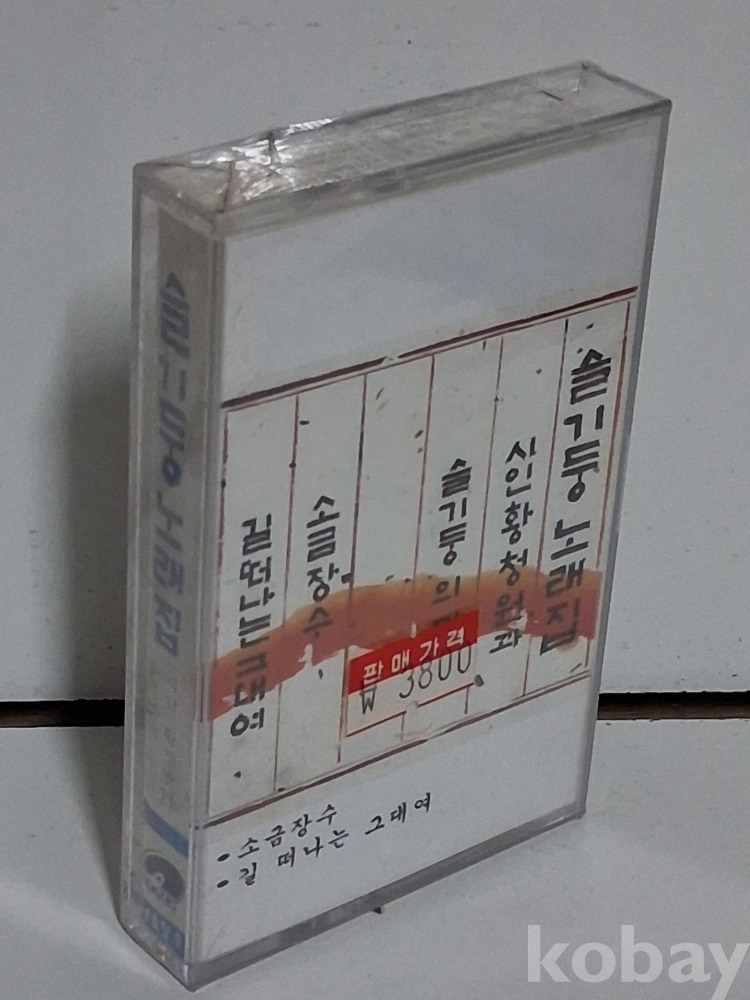 슬기둥 노래집
시인 황청원과
슬기둥의
소금장수
길 떠나는 그대여
판매가격
₩ 3800
• 소금장수
• 길 떠나는 그대여
슬기둥 노래집
kobay